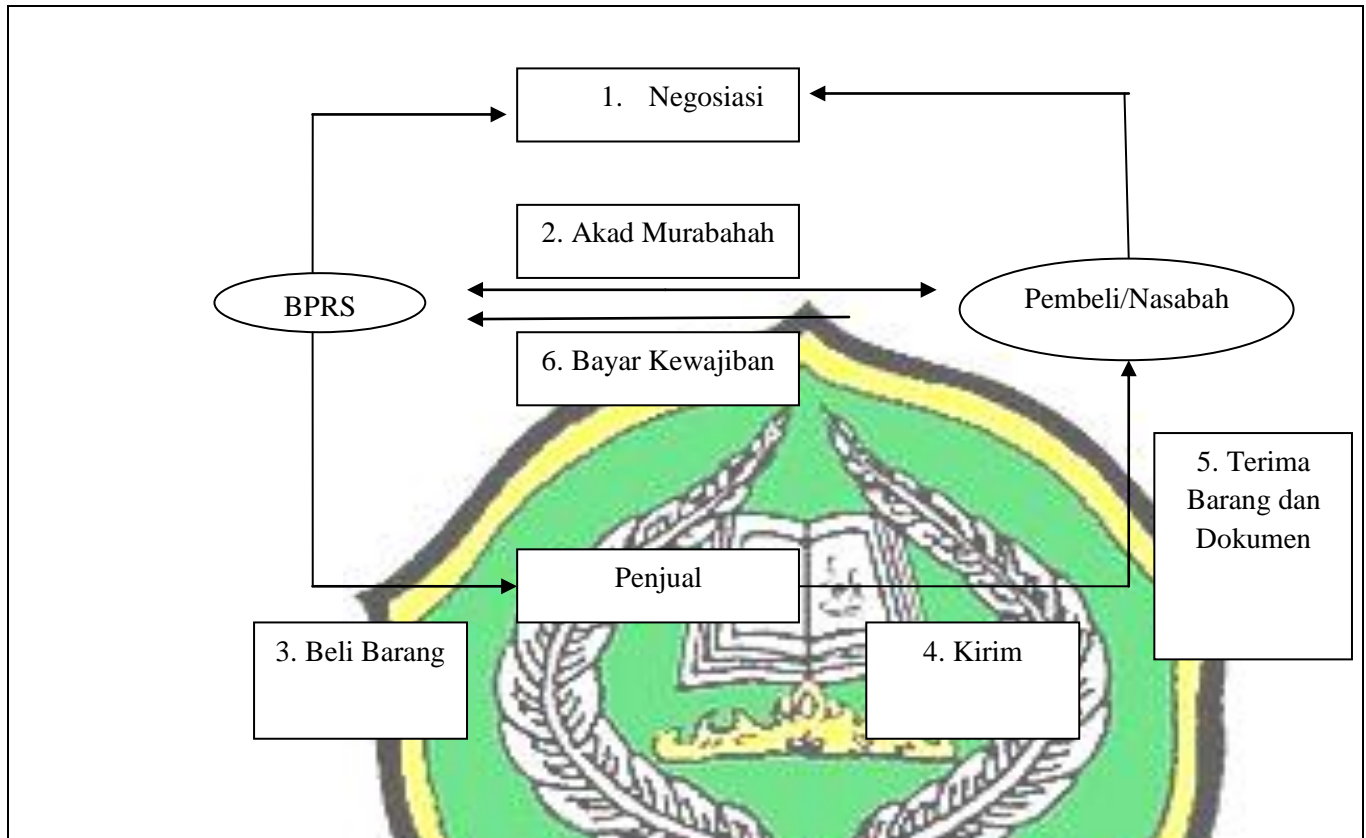 1. Negosiasi
2. Akad Murabahah
BPRS
Pembeli/Nasabah
6. Bayar Kewajiban
5. Terima
Barang dan
Dokumen
Penjual
3. Beli Barang
4. Kirim